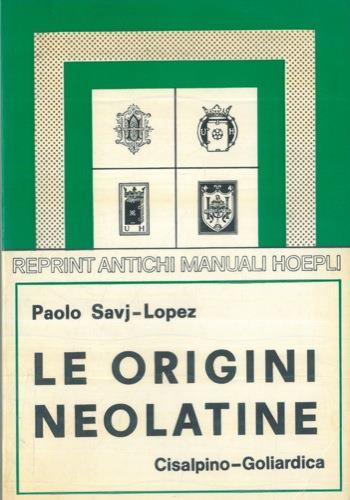 U H
U H
REPRINT ANTICHI MANUALI HOEPLI
Paolo Savj-Lopez
LE ORIGINI
NEOLATINE
Cisalpino-Goliardica